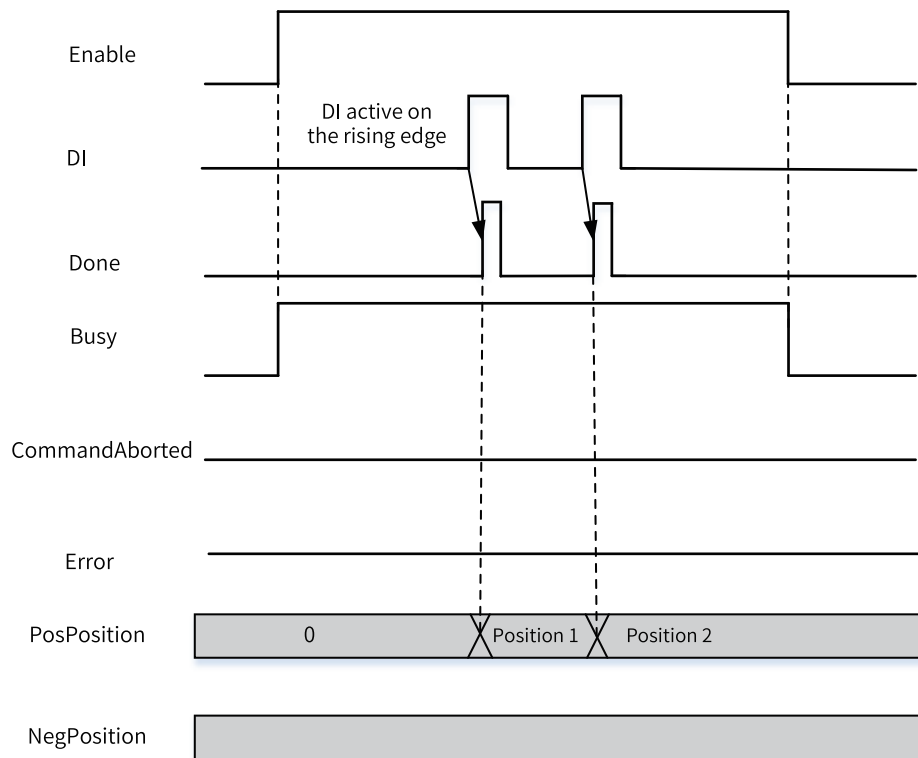 Enable
DI active on
the rising edge
DI
Done
Busy
CommandAborted
Error
PosPosition
0
Position 1
Position 2
NegPosition